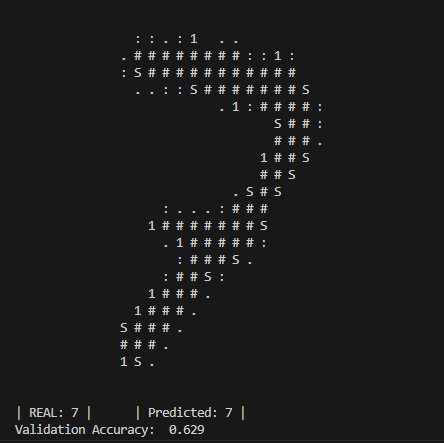 : : . : 1   . .
. # # # # # # # # : : 1 :
: S # # # # # # # # # # #
. . : : S # # # # # # # S
. 1 : # # # # :
S # # :
# # # .
1 # # S
# # S
. S # S
: . . . : # # #
1 # # # # # # # S
. 1 # # # # # :
: # # # S .
: # # S :
1 # # # .
1 # # # .
S # # # .
# # # .
1 S .
| REAL: 7 |      | Predicted: 7 |
Validation Accuracy:  0.629